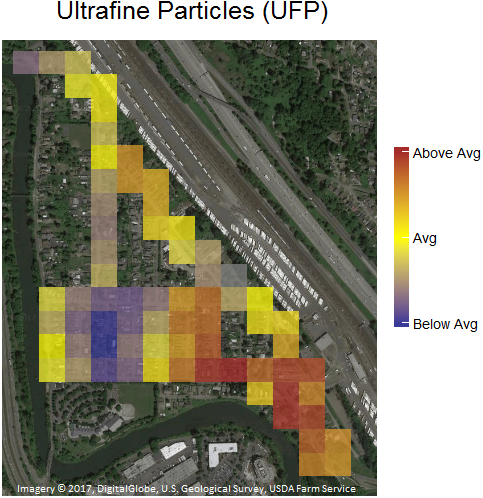 Ultrafine Particles (UFP)
Above Avg
Avg
Below Avg
Imagery © 2017, DigitalGlobe, U.S. Geological Survey, USDA Farm Service